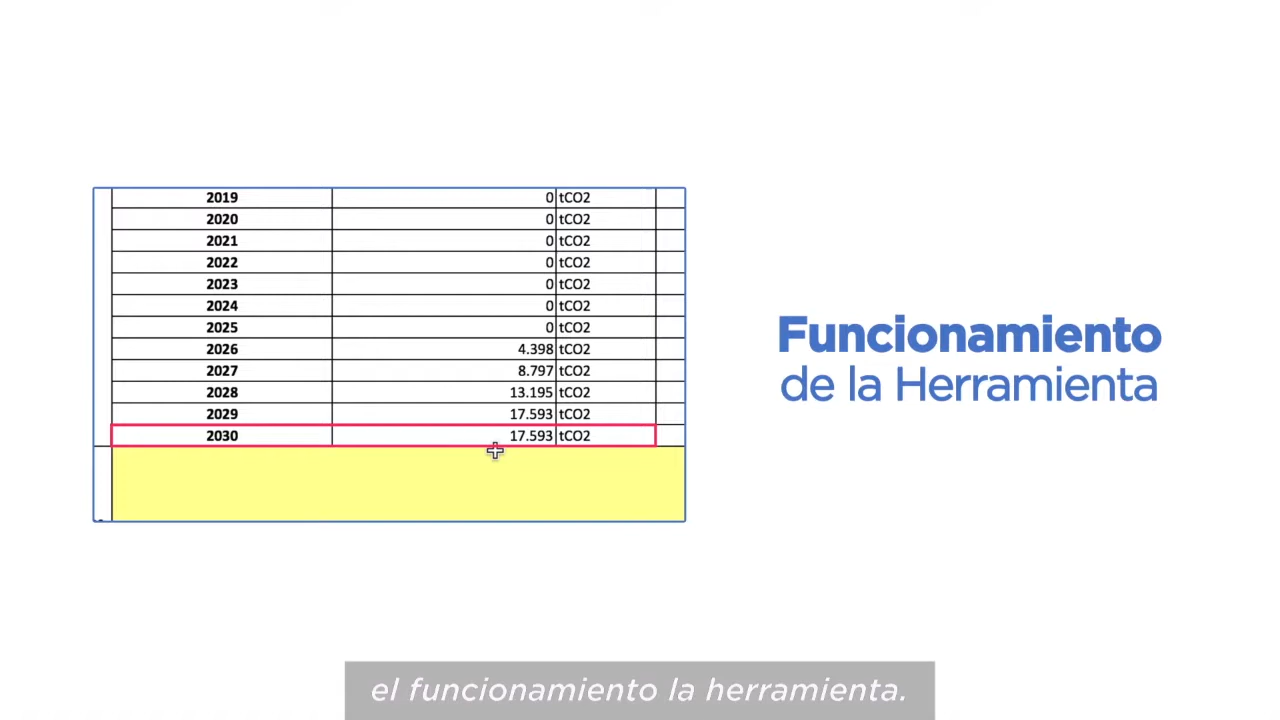 2019 0 tCO2
2020 0 tCO2
2021 0 tCO2
2022 0 tCO2
2023 0 tCO2
2024 0 tCO2
2025 0 tCO2
2026 4.398 tCO2
2027 8.797 tCO2
2028 13.195 tCO2
2029 17.593 tCO2
2030 17.593 tCO2
Funcionamiento
de la Herramienta
el funcionamiento la herramienta.